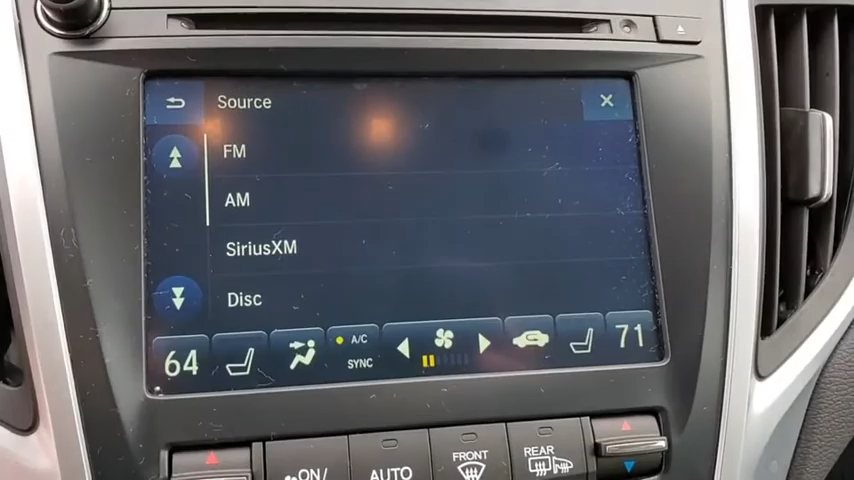 Source
FM
AM
SiriusXM
Disc
64
A/C
SYNC
71
ON/
AUTO
FRONT
REAR